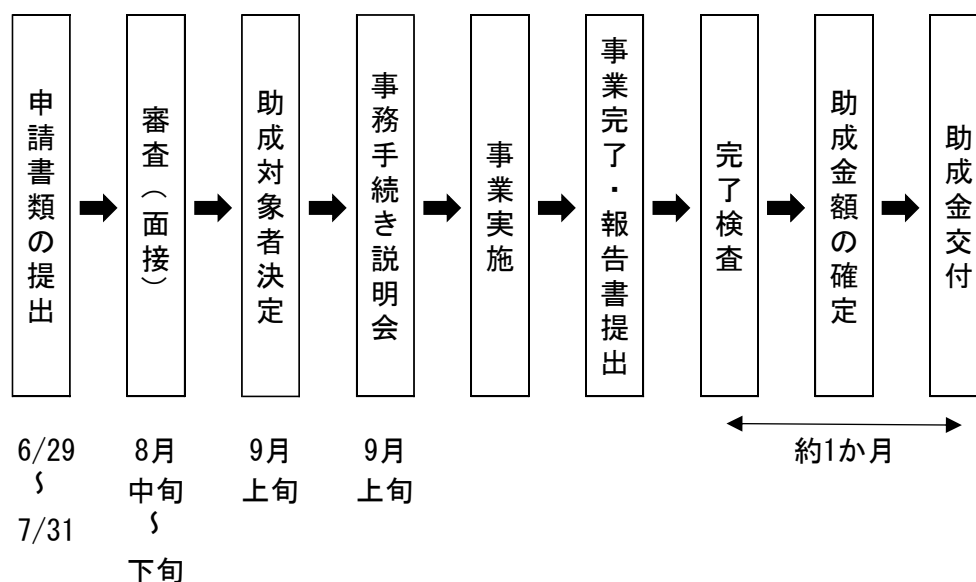 申請書類の提出
審査（面接）
助成対象者決定
事務手続き説明会
事業実施
事業完了・報告書提出
完了検査
助成金額の確定
助成金交付
6/29
～
7/31
8月
中旬
～
下旬
9月
上旬
9月
上旬
約1か月